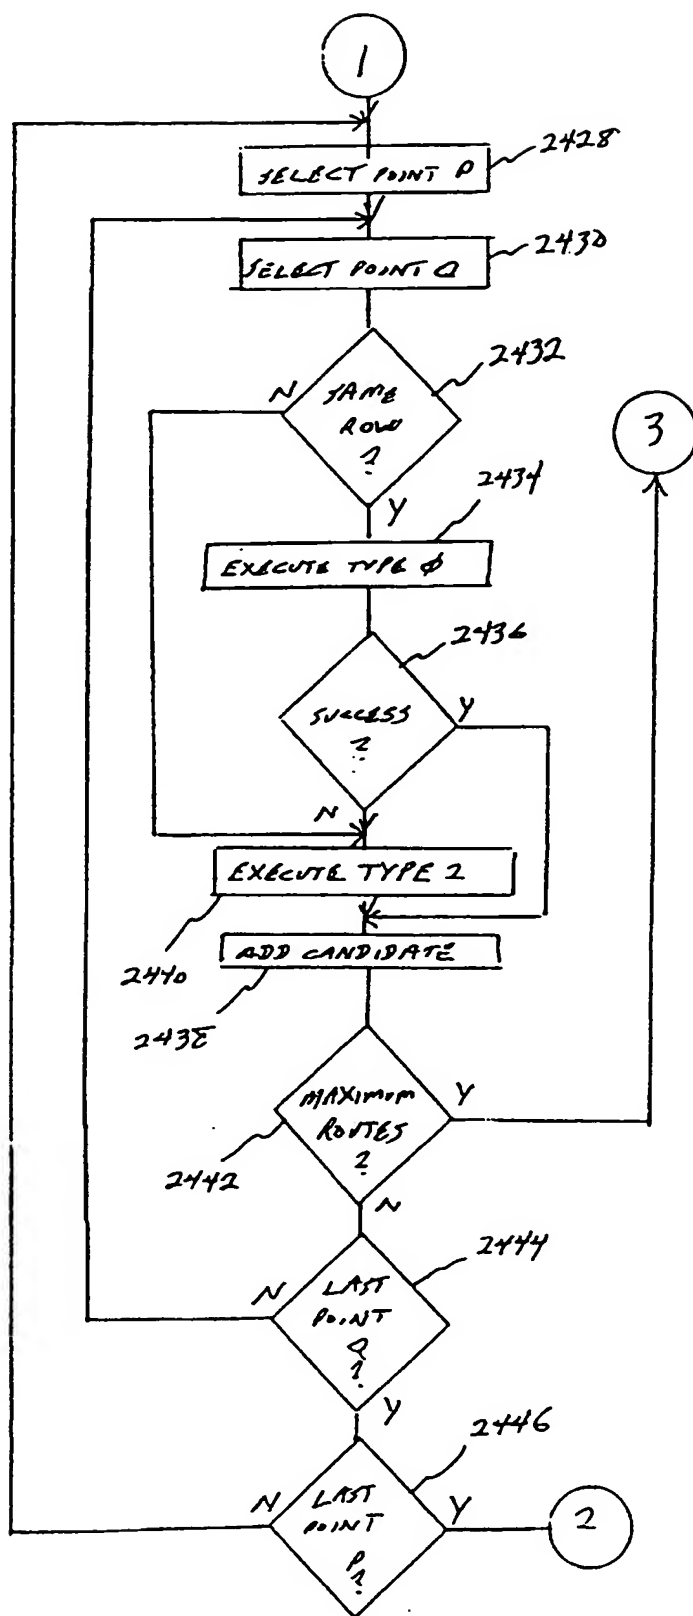 1
SELECT POINT P
2428
SELECT POINT Q
2430
SAME
ROW
?
2432
N
Y
3
2434
EXECUTE TYPE 0
2436
SUCCESS
?
Y
N
EXECUTE TYPE 2
2440
ADD CANDIDATE
2438
MAXIMUM
ROUTES
?
Y
2442
N
2444
LAST
POINT
Q
?
N
Y
2446
LAST
POINT
P?
N
Y
2